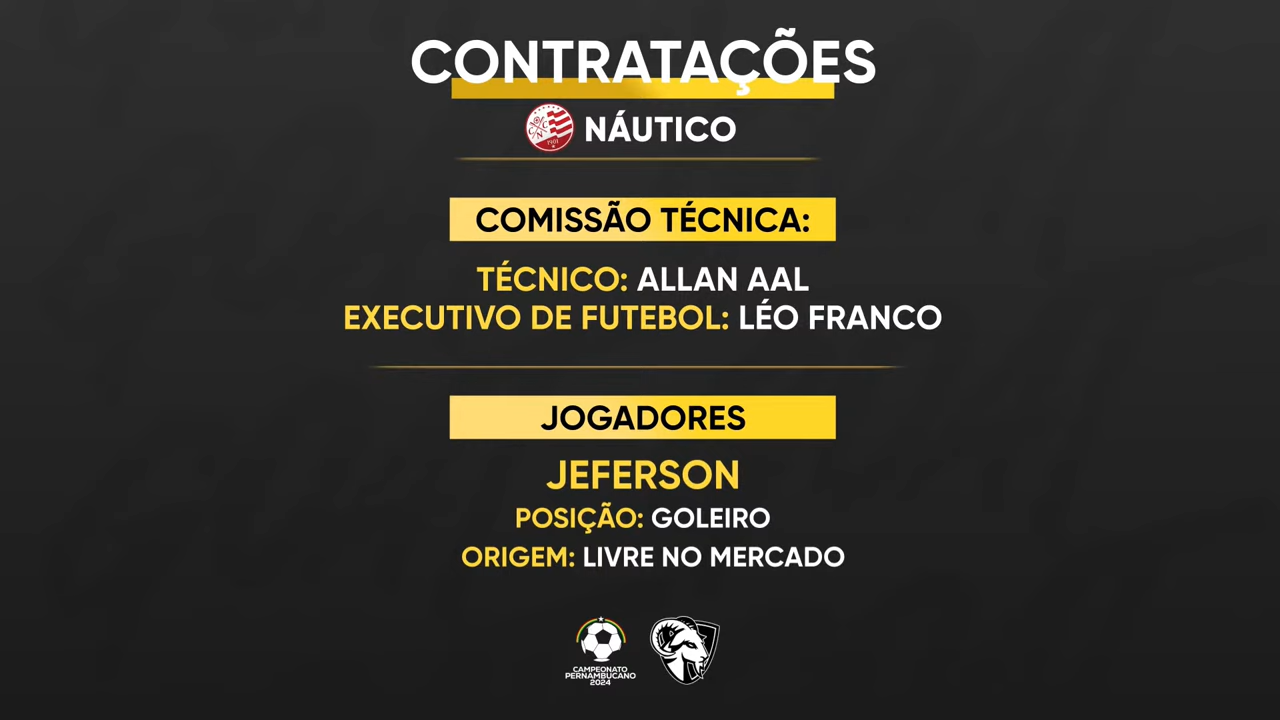 CONTRATAÇÕES
NÁUTICO
COMISSÃO TÉCNICA:
TÉCNICO: ALLAN AAL
EXECUTIVO DE FUTEBOL: LÉO FRANCO
JOGADORES
JEFERSON
POSIÇÃO: GOLEIRO
ORIGEM: LIVRE NO MERCADO
CAMPEONATO
PERNAMBUCANO
2024